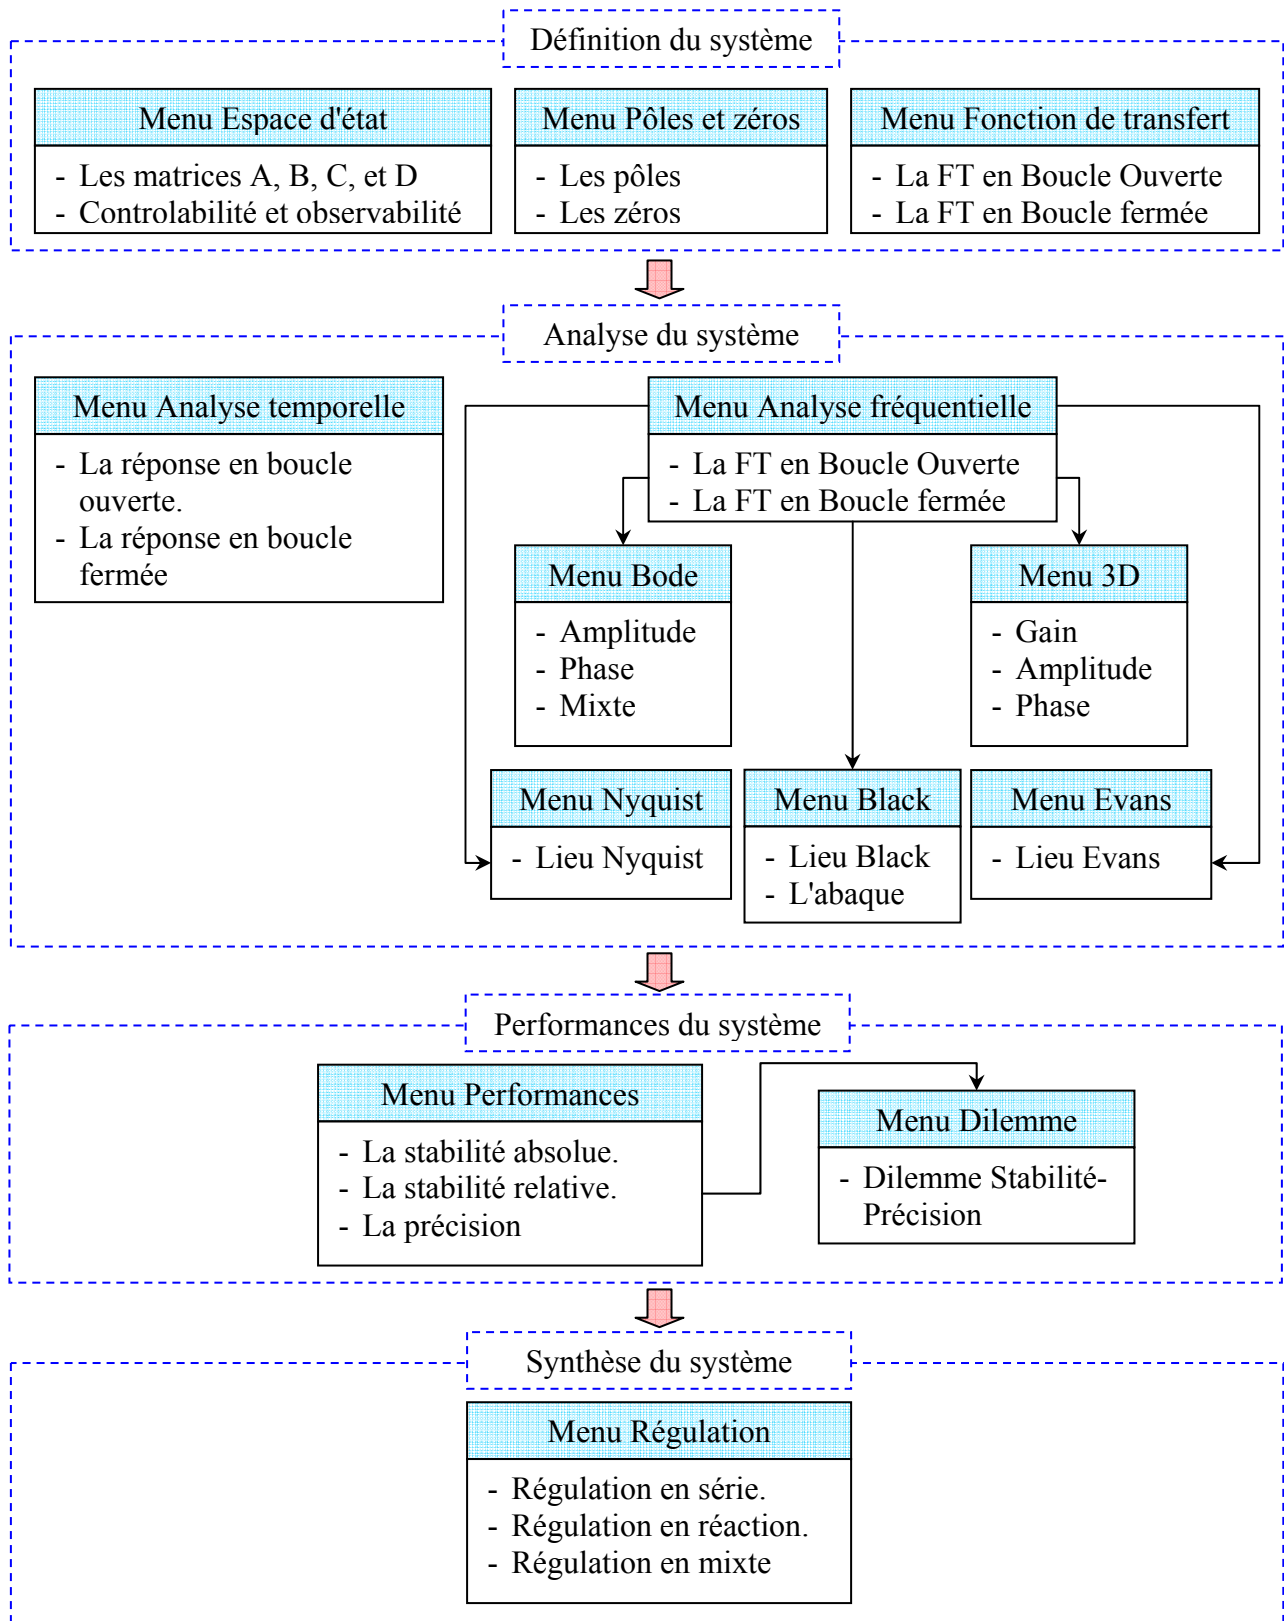 Définition du système
Menu Espace d'état
- Les matrices A, B, C, et D
- Controlabilité et observabilité
Menu Pôles et zéros
- Les pôles
- Les zéros
Menu Fonction de transfert
- La FT en Boucle Ouverte
- La FT en Boucle fermée
Analyse du système
Menu Analyse temporelle
- La réponse en boucle
ouverte.
- La réponse en boucle
fermée
Menu Analyse fréquentielle
- La FT en Boucle Ouverte
- La FT en Boucle fermée
Menu Bode
- Amplitude
- Phase
- Mixte
Menu 3D
- Gain
- Amplitude
- Phase
Menu Nyquist
- Lieu Nyquist
Menu Black
- Lieu Black
- L'abaque
Menu Evans
- Lieu Evans
Performances du système
Menu Performances
- La stabilité absolue.
- La stabilité relative.
- La précision
Menu Dilemme
- Dilemme Stabilité-
Précision
Synthèse du système
Menu Régulation
- Régulation en série.
- Régulation en réaction.
- Régulation en mixte